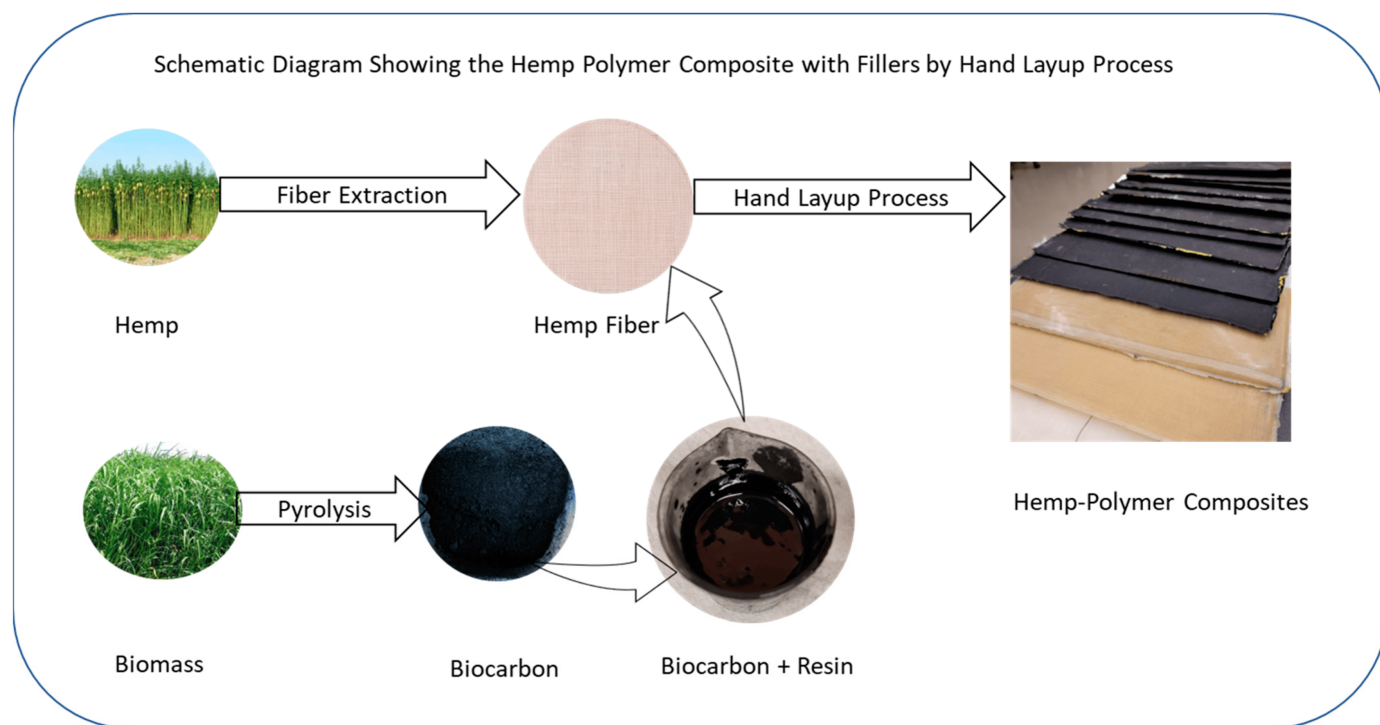 Schematic Diagram Showing the Hemp Polymer Composite with Fillers by Hand Layup Process
Fiber Extraction
Hand Layup Process
Hemp
Hemp Fiber
Pyrolysis
Hemp-Polymer Composites
Biomass
Biocarbon
Biocarbon + Resin